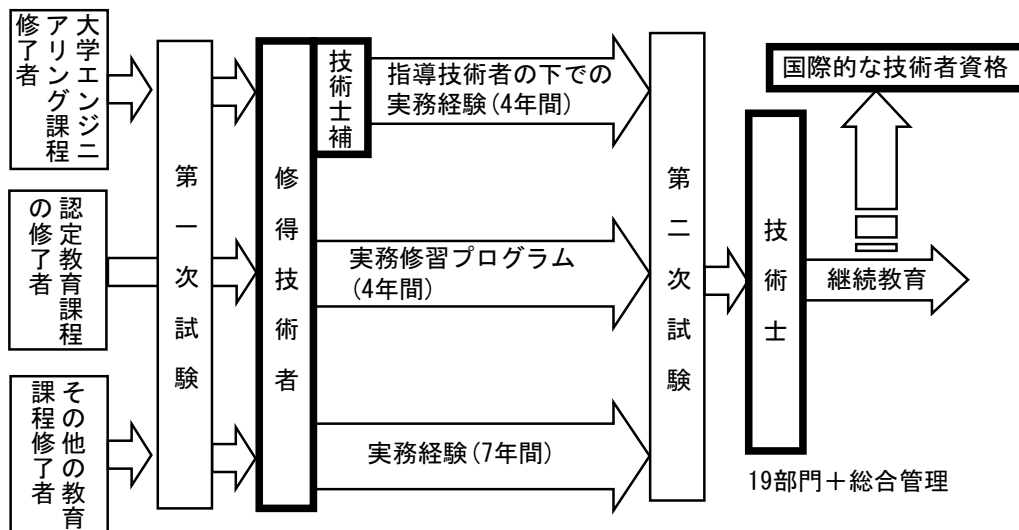 大学エンジニ
アリング課程
修了者
認定教育課程
の修了者
その他の教育
課程修了者
第一次試験
修得技術者
技術士補
指導技術者の下での
実務経験(4年間)
実務修習プログラム
(4年間)
実務経験(7年間)
第二次試験
技術士
国際的な技術者資格
継続教育
19部門＋総合管理